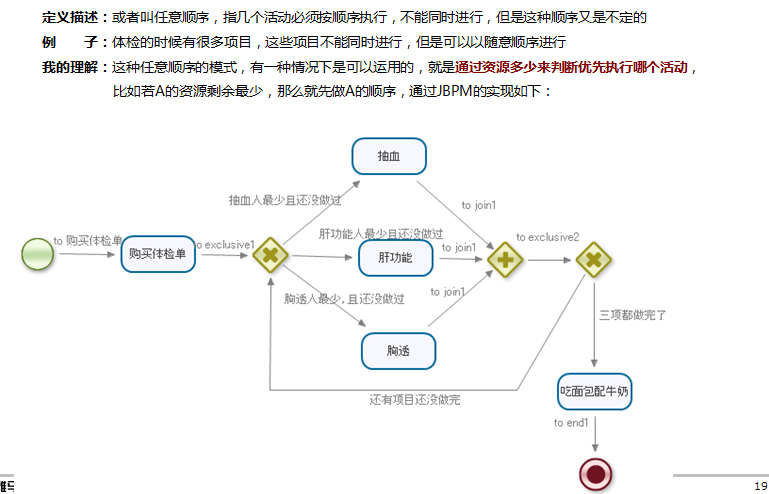 定义描述：或者叫任意顺序，指几个活动必须按顺序执行，不能同时进行，但是这种顺序又是不定的
例　　子：体检的时候有很多项目，这些项目不能同时进行，但是可以以随意顺序进行
我的理解：这种任意顺序的模式，有一种情况下是可以运用的，就是通过资源多少来判断优先执行哪个活动，
比如若A的资源剩余最少，那么就先做A的顺序，通过JBPM的实现如下：
抽血
抽血人最少且还没做过
to join1
肝功能人最少且还没做过
to 购买体检单
购买体检单
to exclusive1
肝功能
to join1
to exclusive2
胸透人最少,且还没做过
to join1
胸透
三项都做完了
还有项目还没做完
吃面包配牛奶
to end1
19